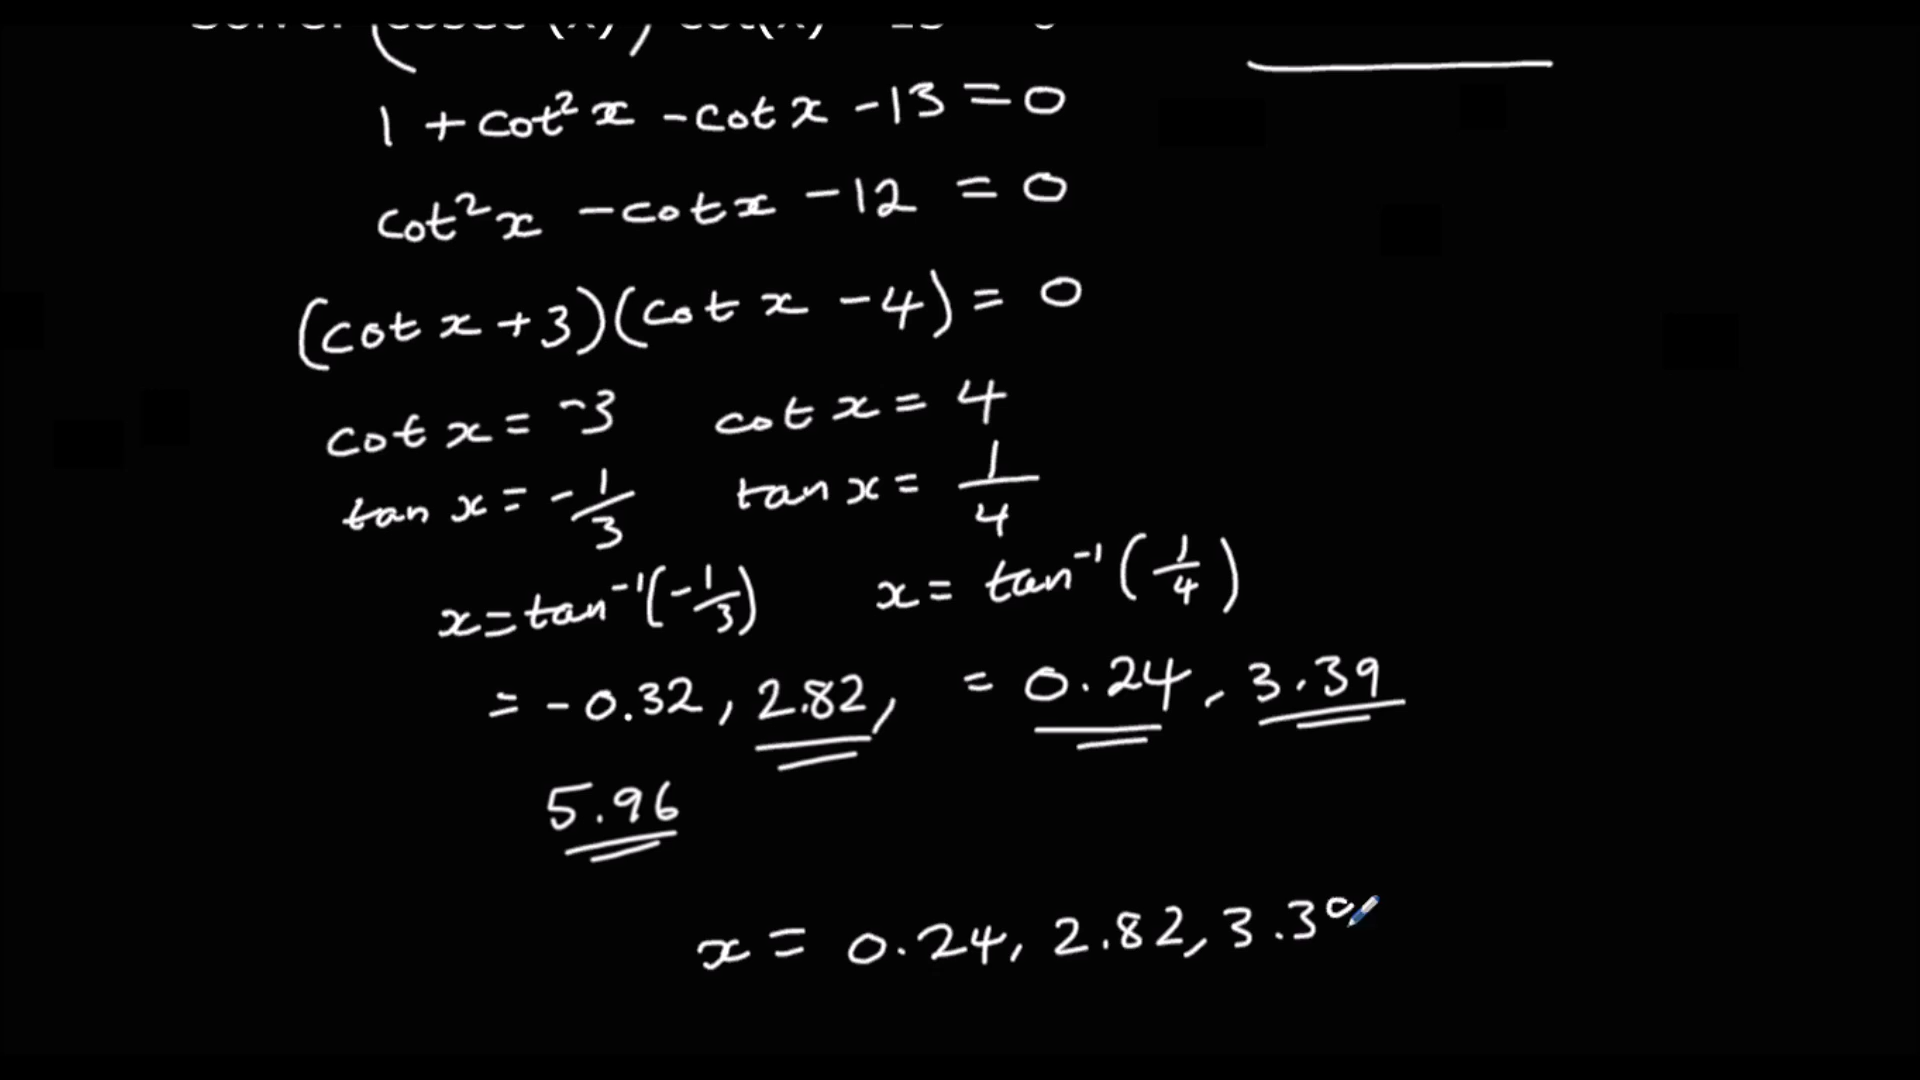 1 + cot²x - cot x - 13 = 0
cot²x - cot x - 12 = 0
(cot x + 3)(cot x - 4) = 0
cot x = -3 cot x = 4
tan x = -1/3 tan x = 1/4
x = tan⁻¹(-1/3) x = tan⁻¹(1/4)
= -0.32, 2.82, = 0.24, 3.39
5.96
x = 0.24, 2.82, 3.3